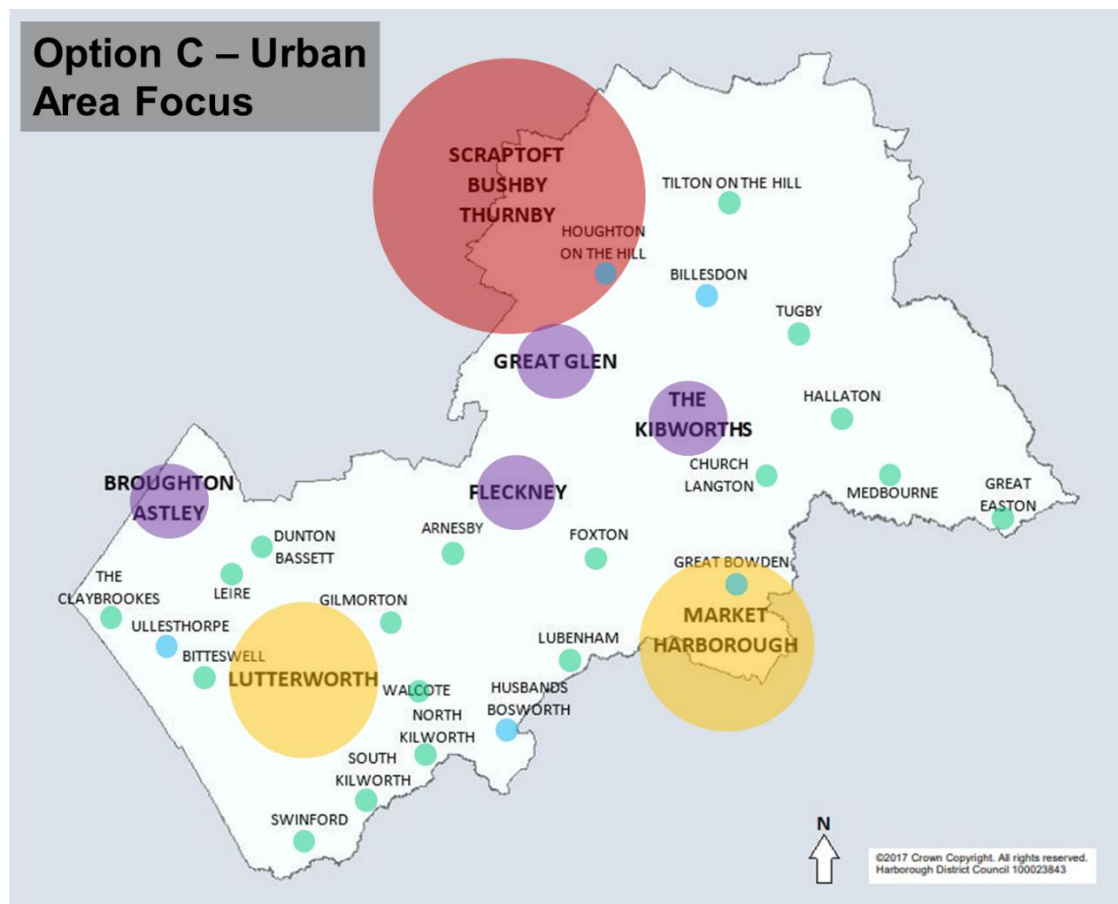 Option C – Urban
Area Focus
SCRAPTOFT
BUSHBY
THURNBY
TILTON ON THE HILL
HOUGHTON
ON THE HILL
BILLESDON
TUGBY
GREAT GLEN
THE
KIBWORTHS
HALLATON
BROUGHTON
ASTLEY
FLECKNEY
CHURCH
LANGTON
MEDBOURNE
GREAT
EASTON
DUNTON
BASSETT
ARNESBY
FOXTON
GREAT BOWDEN
THE
CLAYBROOKES
LEIRE
GILMORTON
MARKET
HARBOROUGH
ULLESTHORPE
BITTESWELL
LUTTERWORTH
LUBENHAM
WALCOTE
HUSBANDS
BOSWORTH
NORTH
KILWORTH
SOUTH
KILWORTH
SWINFORD
N
©2017 Crown Copyright. All rights reserved.
Harborough District Council 100023843